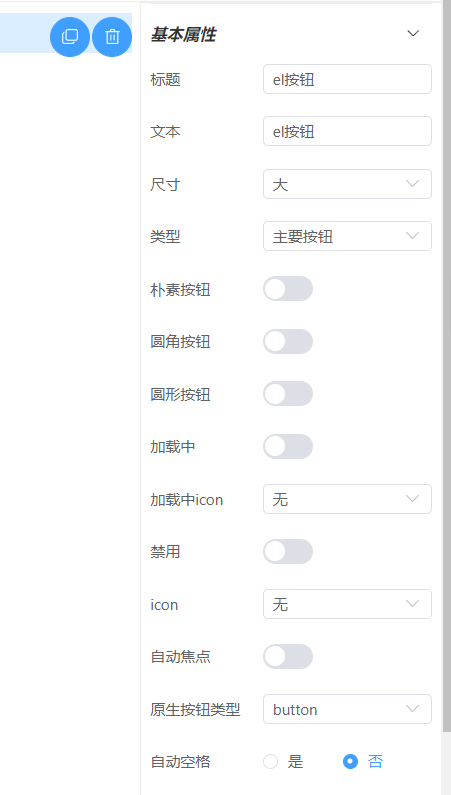 基本属性
标题 el按钮
文本 el按钮
尺寸 大
类型 主要按钮
朴素按钮
圆角按钮
圆形按钮
加载中
加载中icon 无
禁用
icon 无
自动焦点
原生按钮类型 button
自动空格 是 否